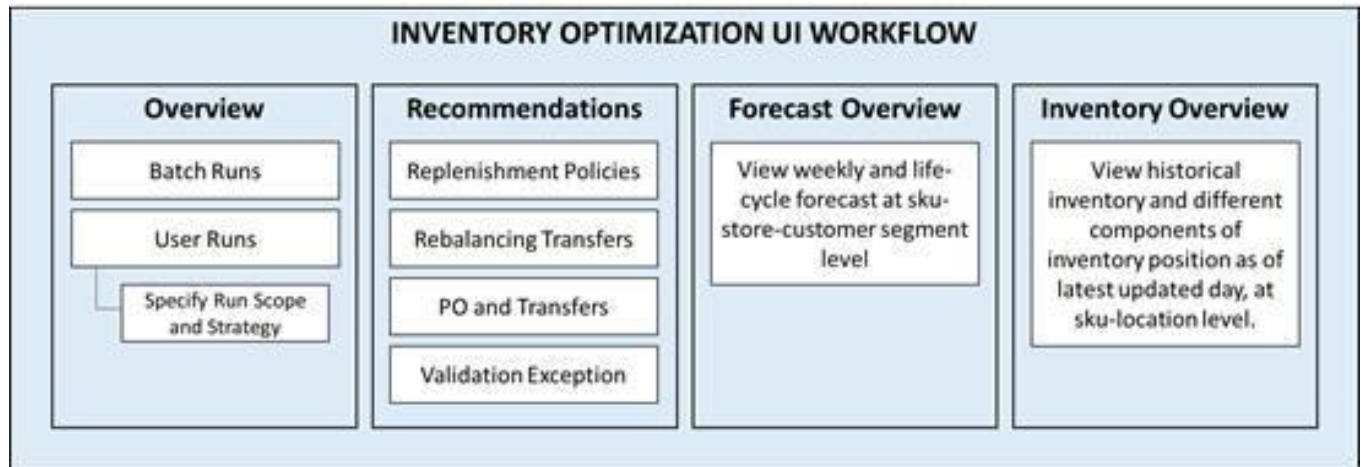 INVENTORY OPTIMIZATION UI WORKFLOW
Overview
Batch Runs
User Runs
Specify Run Scope
and Strategy
Recommendations
Replenishment Policies
Rebalancing Transfers
PO and Transfers
Validation Exception
Forecast Overview
View weekly and life-
cycle forecast at sku-
store-customer segment
level
Inventory Overview
View historical
inventory and different
components of
inventory position as of
latest updated day, at
sku-location level.